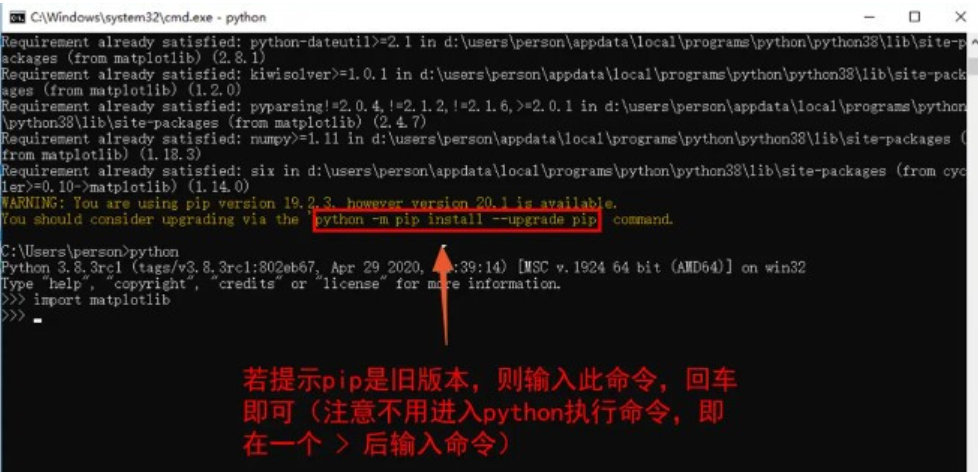 C:\Windows\system32\cmd.exe - python
Requirement already satisfied: python-dateutil>=2.1 in d:\users\person\appdata\local\programs\python\python38\lib\site-p
ackages (from matplotlib) (2.8.1)
Requirement already satisfied: kiwisolver>=1.0.1 in d:\users\person\appdata\local\programs\python\python38\lib\site-pack
ages (from matplotlib) (1.2.0)
Requirement already satisfied: pyparsing!=2.0.4,!=2.1.2,!=2.1.6,>=2.0.1 in d:\users\person\appdata\local\programs\python
\python38\lib\site-packages (from matplotlib) (2.4.7)
Requirement already satisfied: numpy>=1.11 in d:\users\person\appdata\local\programs\python\python38\lib\site-packages (
from matplotlib) (1.18.3)
Requirement already satisfied: six in d:\users\person\appdata\local\programs\python\python38\lib\site-packages (from cyc
ler>=0.10->matplotlib) (1.14.0)
WARNING: You are using pip version 19.2.3, however version 20.1 is available.
You should consider upgrading via the 'python -m pip install --upgrade pip' command.
C:\Users\person>python
Python 3.8.3rc1 (tags/v3.8.3rc1:802eb67, Apr 29 2020, :39:14) [MSC v.1924 64 bit (AMD64)] on win32
Type "help", "copyright", "credits" or "license" for more information.
>>> import matplotlib
>>>
若提示pip是旧版本，则输入此命令，回车
即可（注意不用进入python执行命令，即
在一个 > 后输入命令）